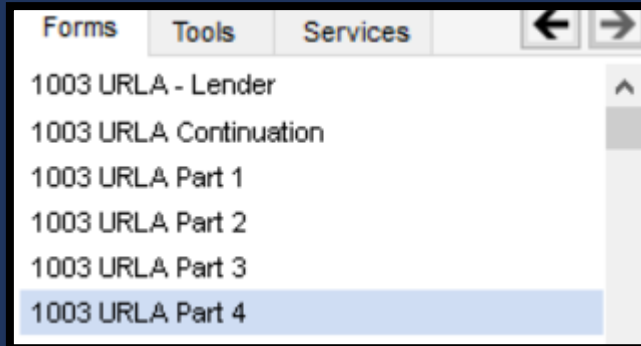 Forms Tools Services
1003 URLA - Lender
1003 URLA Continuation
1003 URLA Part 1
1003 URLA Part 2
1003 URLA Part 3
1003 URLA Part 4